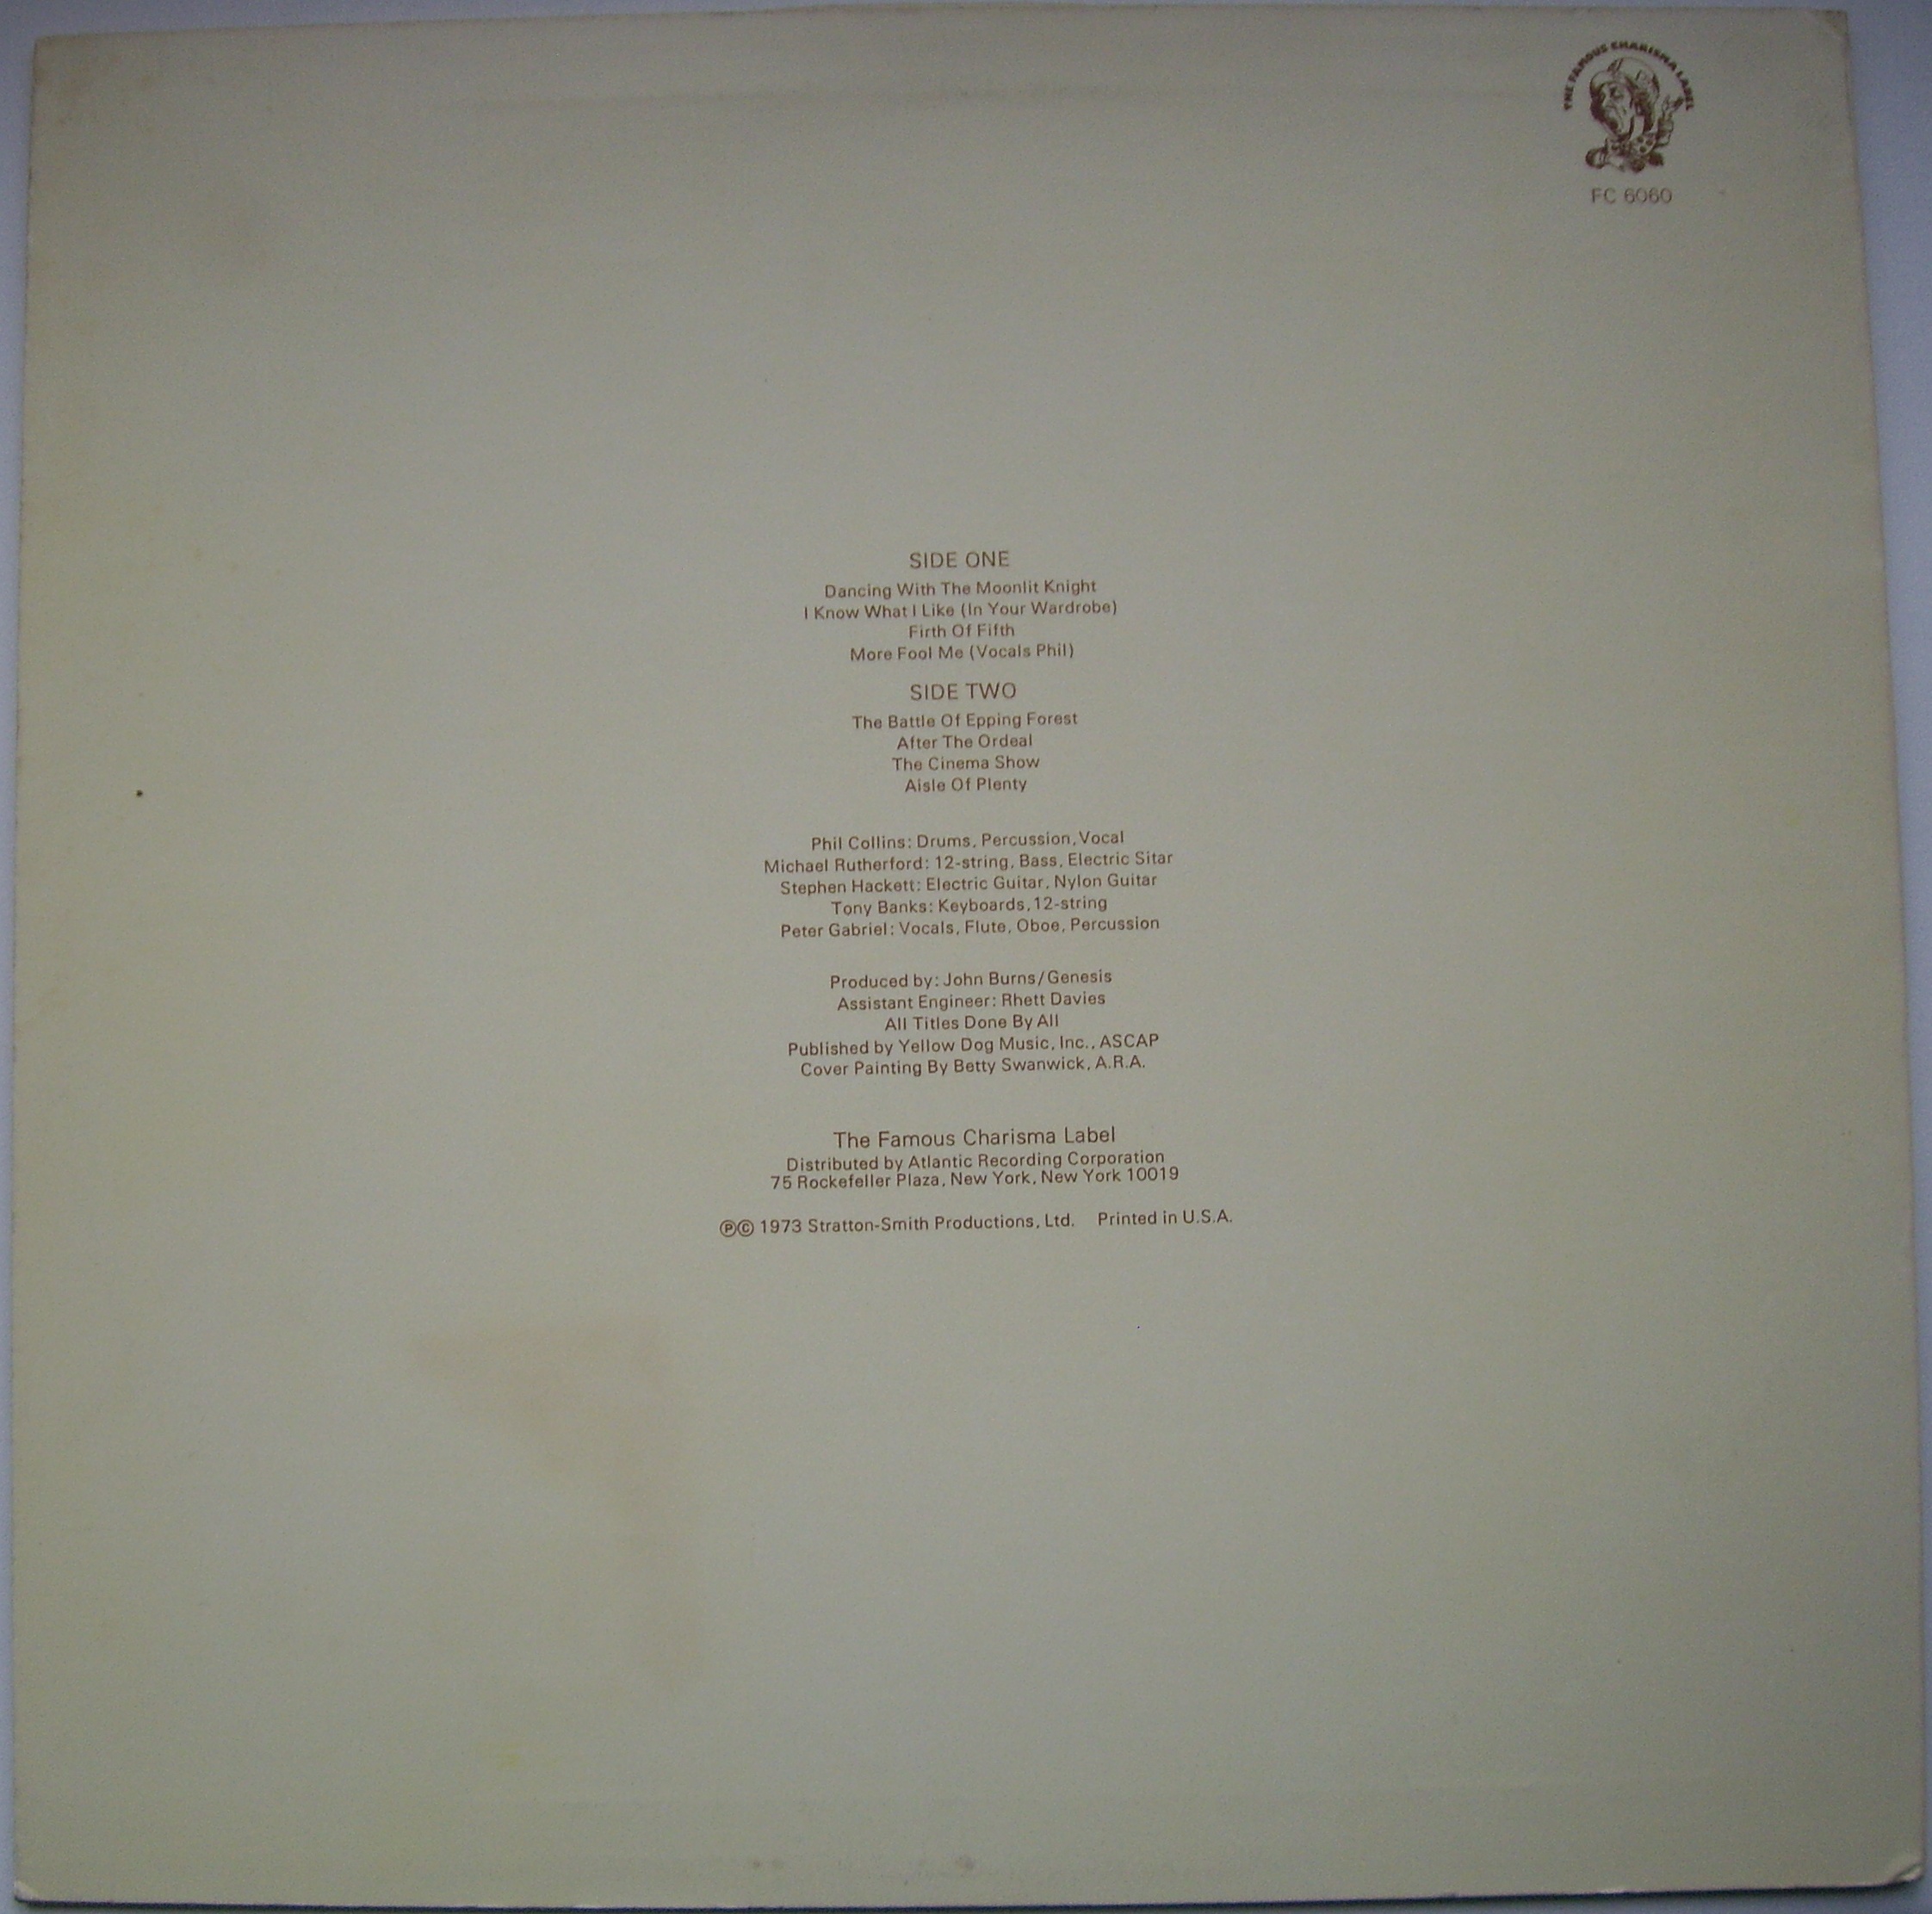 THE FAMOUS CHARISMA LABEL
FC 6060
SIDE ONE
Dancing With The Moonlit Knight
I Know What I Like (In Your Wardrobe)
Firth Of Fifth
More Fool Me (Vocals Phil)
SIDE TWO
The Battle Of Epping Forest
After The Ordeal
The Cinema Show
Aisle Of Plenty
Phil Collins: Drums, Percussion, Vocal
Michael Rutherford: 12-string, Bass, Electric Sitar
Stephen Hackett: Electric Guitar, Nylon Guitar
Tony Banks: Keyboards, 12-string
Peter Gabriel: Vocals, Flute, Oboe, Percussion
Produced by: John Burns/Genesis
Assistant Engineer: Rhett Davies
All Titles Done By All
Published by Yellow Dog Music, Inc., ASCAP
Cover Painting By Betty Swanwick, A.R.A.
The Famous Charisma Label
Distributed by Atlantic Recording Corporation
75 Rockefeller Plaza, New York, New York 10019
℗© 1973 Stratton-Smith Productions, Ltd. Printed in U.S.A.